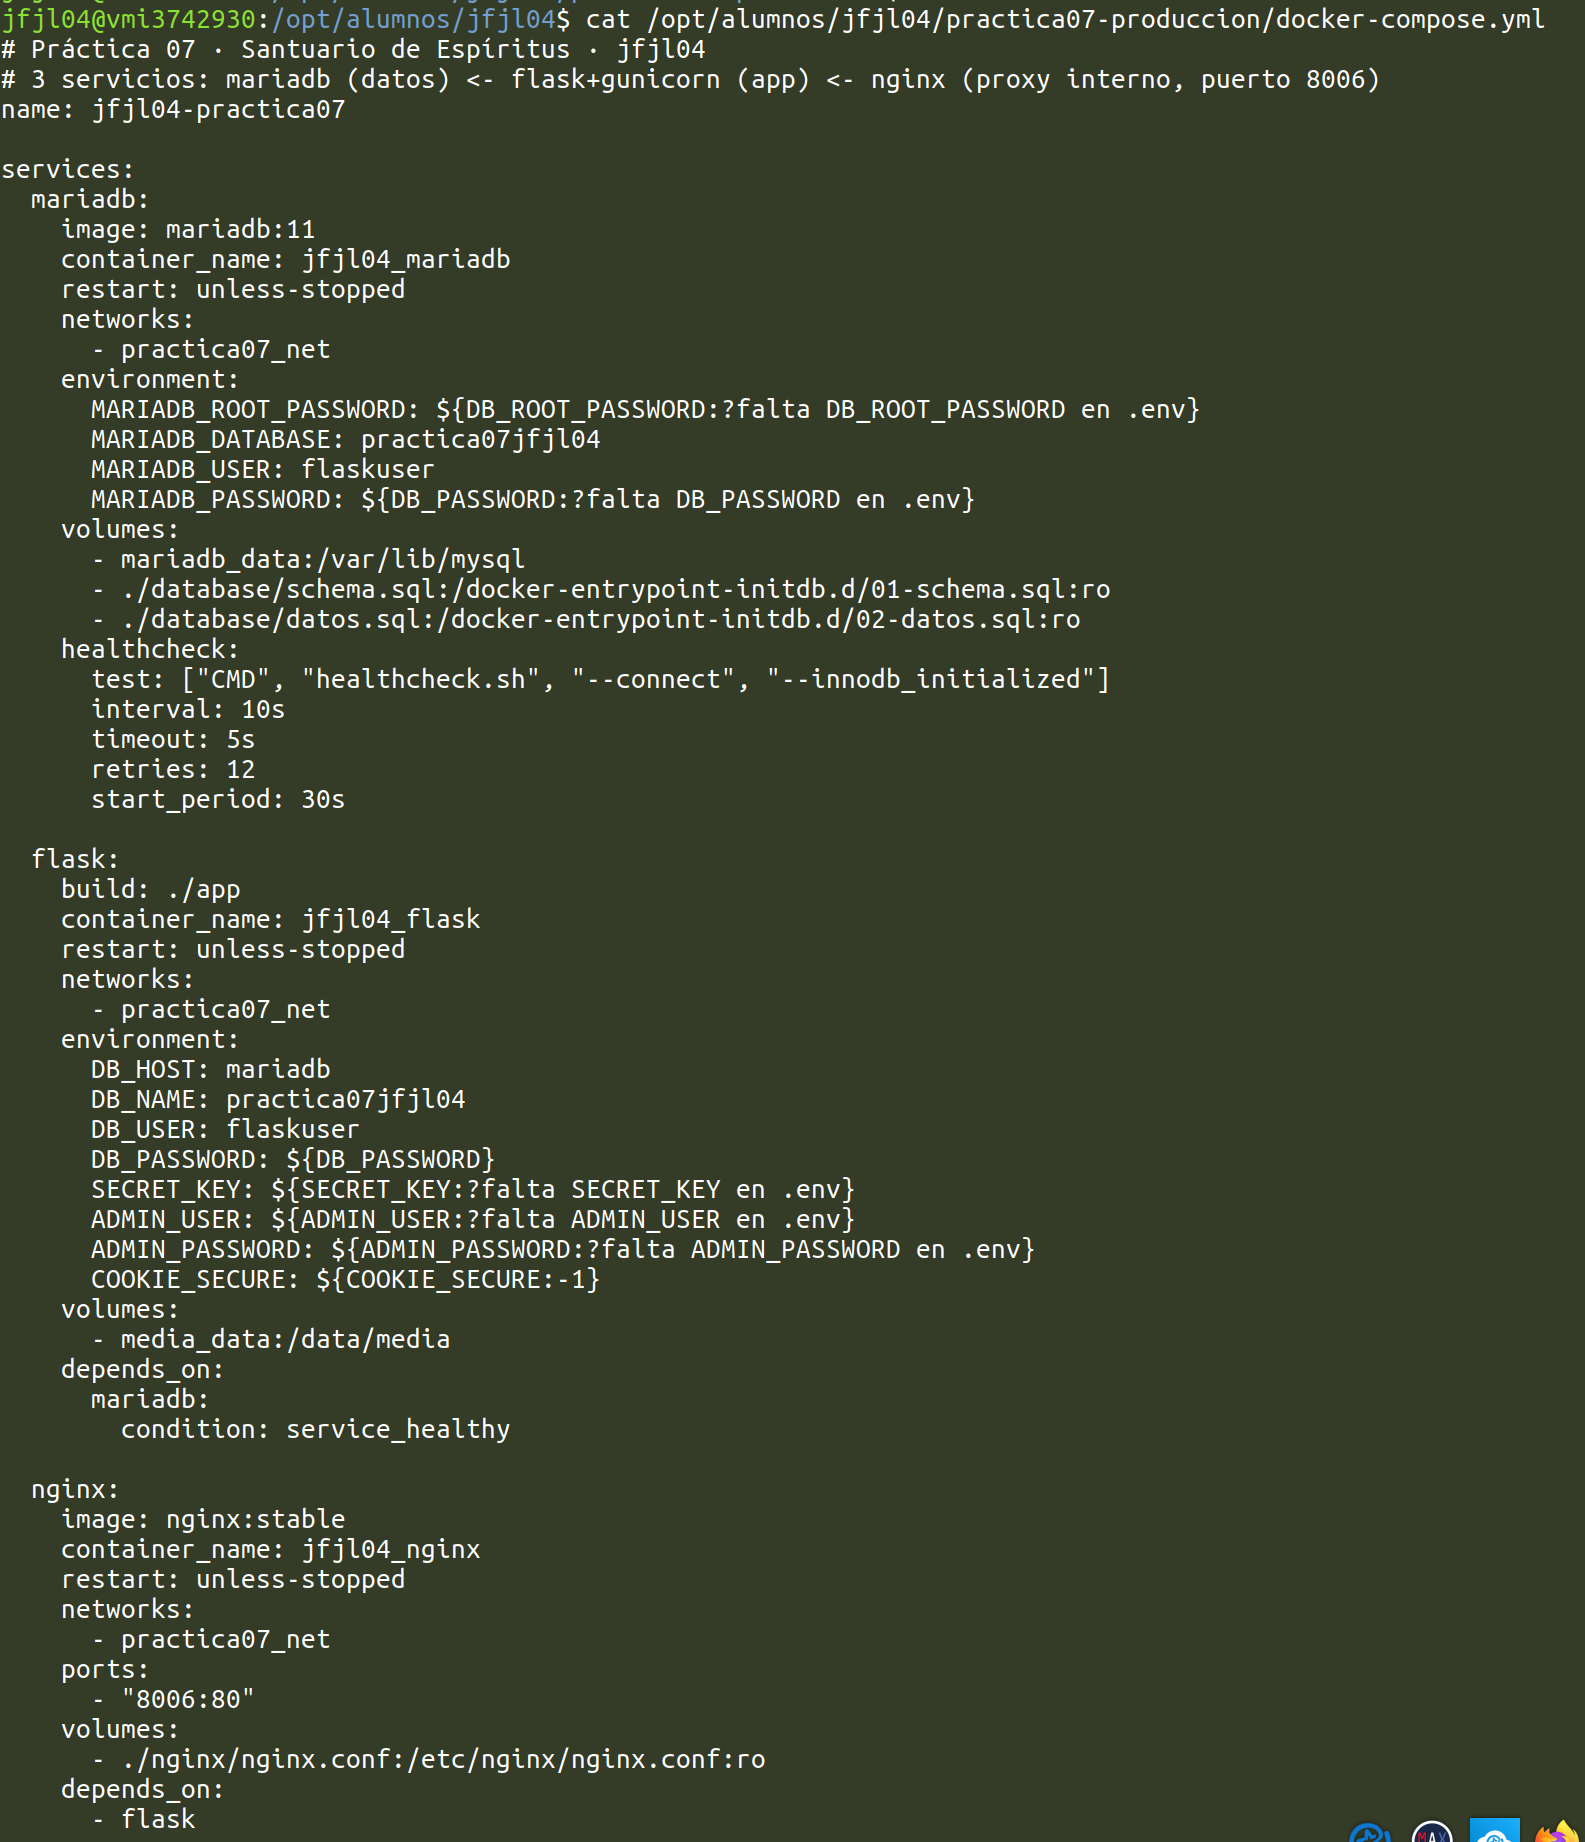 jfjl04@vmi3742930:/opt/alumnos/jfjl04$ cat /opt/alumnos/jfjl04/practica07-produccion/docker-compose.yml
# Práctica 07 · Santuario de Espíritus · jfjl04
# 3 servicios: mariadb (datos) <- flask+gunicorn (app) <- nginx (proxy interno, puerto 8006)
name: jfjl04-practica07

services:
  mariadb:
    image: mariadb:11
    container_name: jfjl04_mariadb
    restart: unless-stopped
    networks:
      - practica07_net
    environment:
      MARIADB_ROOT_PASSWORD: ${DB_ROOT_PASSWORD:?falta DB_ROOT_PASSWORD en .env}
      MARIADB_DATABASE: practica07jfjl04
      MARIADB_USER: flaskuser
      MARIADB_PASSWORD: ${DB_PASSWORD:?falta DB_PASSWORD en .env}
    volumes:
      - mariadb_data:/var/lib/mysql
      - ./database/schema.sql:/docker-entrypoint-initdb.d/01-schema.sql:ro
      - ./database/datos.sql:/docker-entrypoint-initdb.d/02-datos.sql:ro
    healthcheck:
      test: ["CMD", "healthcheck.sh", "--connect", "--innodb_initialized"]
      interval: 10s
      timeout: 5s
      retries: 12
      start_period: 30s

  flask:
    build: ./app
    container_name: jfjl04_flask
    restart: unless-stopped
    networks:
      - practica07_net
    environment:
      DB_HOST: mariadb
      DB_NAME: practica07jfjl04
      DB_USER: flaskuser
      DB_PASSWORD: ${DB_PASSWORD}
      SECRET_KEY: ${SECRET_KEY:?falta SECRET_KEY en .env}
      ADMIN_USER: ${ADMIN_USER:?falta ADMIN_USER en .env}
      ADMIN_PASSWORD: ${ADMIN_PASSWORD:?falta ADMIN_PASSWORD en .env}
      COOKIE_SECURE: ${COOKIE_SECURE:-1}
    volumes:
      - media_data:/data/media
    depends_on:
      mariadb:
        condition: service_healthy

  nginx:
    image: nginx:stable
    container_name: jfjl04_nginx
    restart: unless-stopped
    networks:
      - practica07_net
    ports:
      - "8006:80"
    volumes:
      - ./nginx/nginx.conf:/etc/nginx/nginx.conf:ro
    depends_on:
      - flask
MAX